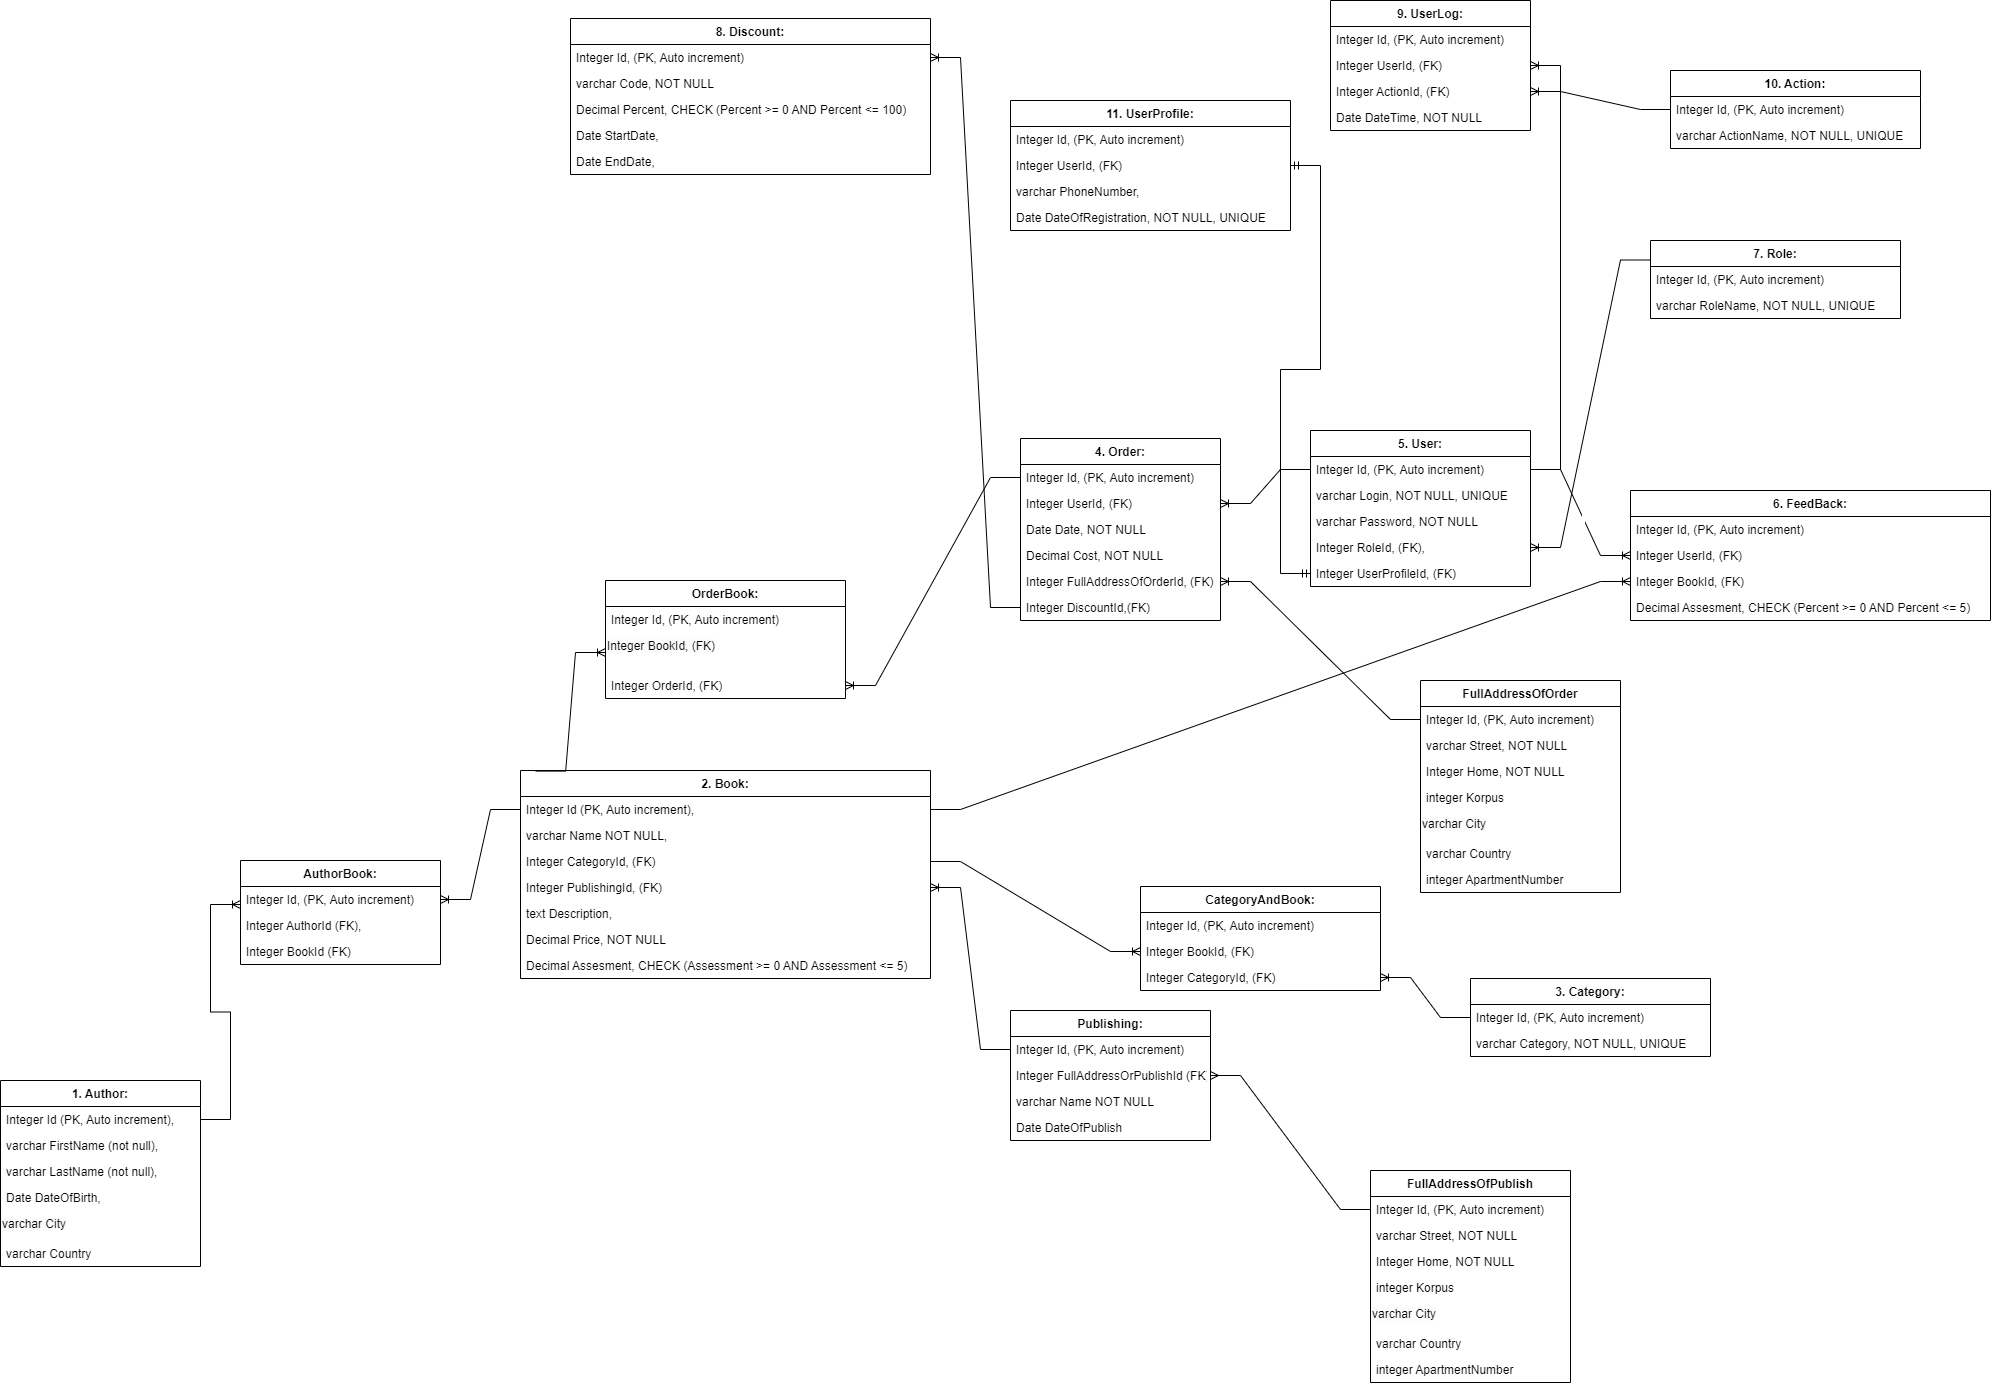 8. Discount:
Integer Id, (PK, Auto increment)
varchar Code, NOT NULL
Decimal Percent, CHECK (Percent >= 0 AND Percent <= 100)
Date StartDate,
Date EndDate,
9. UserLog:
Integer Id, (PK, Auto increment)
Integer UserId, (FK)
Integer ActionId, (FK)
Date DateTime, NOT NULL
10. Action:
Integer Id, (PK, Auto increment)
varchar ActionName, NOT NULL, UNIQUE
11. UserProfile:
Integer Id, (PK, Auto increment)
Integer UserId, (FK)
varchar PhoneNumber,
Date DateOfRegistration, NOT NULL, UNIQUE
7. Role:
Integer Id, (PK, Auto increment)
varchar RoleName, NOT NULL, UNIQUE
4. Order:
Integer Id, (PK, Auto increment)
Integer UserId, (FK)
Date Date, NOT NULL
Decimal Cost, NOT NULL
Integer FullAddressOfOrderId, (FK)
Integer DiscountId,(FK)
5. User:
Integer Id, (PK, Auto increment)
varchar Login, NOT NULL, UNIQUE
varchar Password, NOT NULL
Integer RoleId, (FK),
Integer UserProfileId, (FK)
6. FeedBack:
Integer Id, (PK, Auto increment)
Integer UserId, (FK)
Integer BookId, (FK)
Decimal Assesment, CHECK (Percent >= 0 AND Percent <= 5)
OrderBook:
Integer Id, (PK, Auto increment)
Integer BookId, (FK)
Integer OrderId, (FK)
FullAddressOfOrder
Integer Id, (PK, Auto increment)
varchar Street, NOT NULL
Integer Home, NOT NULL
integer Korpus
varchar City
varchar Country
integer ApartmentNumber
2. Book:
Integer Id (PK, Auto increment),
varchar Name NOT NULL,
Integer CategoryId, (FK)
Integer PublishingId, (FK)
text Description,
Decimal Price, NOT NULL
Decimal Assesment, CHECK (Assessment >= 0 AND Assessment <= 5)
AuthorBook:
Integer Id, (PK, Auto increment)
Integer AuthorId (FK),
Integer BookId (FK)
CategoryAndBook:
Integer Id, (PK, Auto increment)
Integer BookId, (FK)
Integer CategoryId, (FK)
3. Category:
Integer Id, (PK, Auto increment)
varchar Category, NOT NULL, UNIQUE
Publishing:
Integer Id, (PK, Auto increment)
Integer FullAddressOrPublishId (FK
varchar Name NOT NULL
Date DateOfPublish
1. Author:
Integer Id (PK, Auto increment),
varchar FirstName (not null),
varchar LastName (not null),
Date DateOfBirth,
varchar City
varchar Country
FullAddressOfPublish
Integer Id, (PK, Auto increment)
varchar Street, NOT NULL
Integer Home, NOT NULL
integer Korpus
varchar City
varchar Country
integer ApartmentNumber